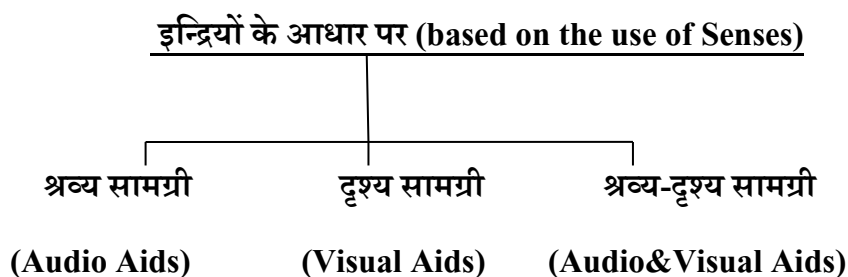 इन्द्रियों के आधार पर (based on the use of Senses)
श्रव्य सामग्री दृश्य सामग्री श्रव्य-दृश्य सामग्री
(Audio Aids) (Visual Aids) (Audio&Visual Aids)